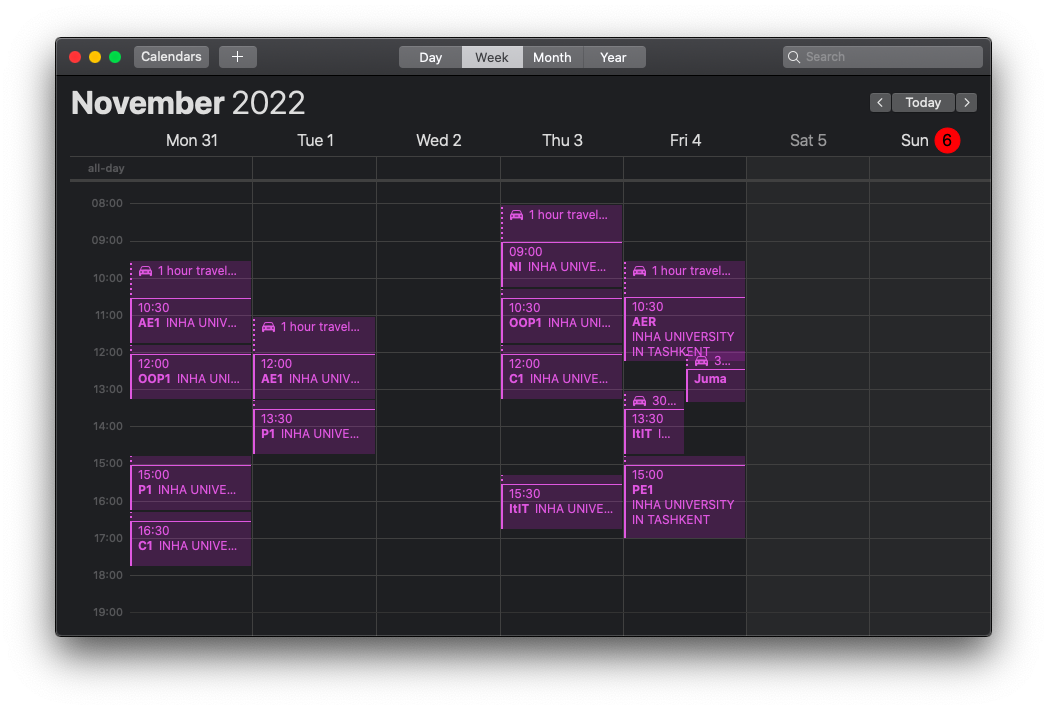 Calendars
+
Day Week Month Year
Search
November 2022
Today
Mon 31 Tue 1 Wed 2 Thu 3 Fri 4 Sat 5 Sun 6
all-day
08:00
09:00
10:00
11:00
12:00
13:00
14:00
15:00
16:00
17:00
18:00
19:00
1 hour travel...
10:30
AE1 INHA UNIV...
12:00
OOP1 INHA UNI...
15:00
P1 INHA UNIVE...
16:30
C1 INHA UNIVE...
1 hour travel...
12:00
AE1 INHA UNIV...
13:30
P1 INHA UNIVE...
1 hour travel...
09:00
NI INHA UNIVE...
10:30
OOP1 INHA UNI...
12:00
C1 INHA UNIVE...
15:30
ItIT INHA UNIVE...
1 hour travel...
10:30
AER
INHA UNIVERSITY
IN TASHKENT
3...
Juma
30...
13:30
ItIT I...
15:00
PE1
INHA UNIVERSITY
IN TASHKENT